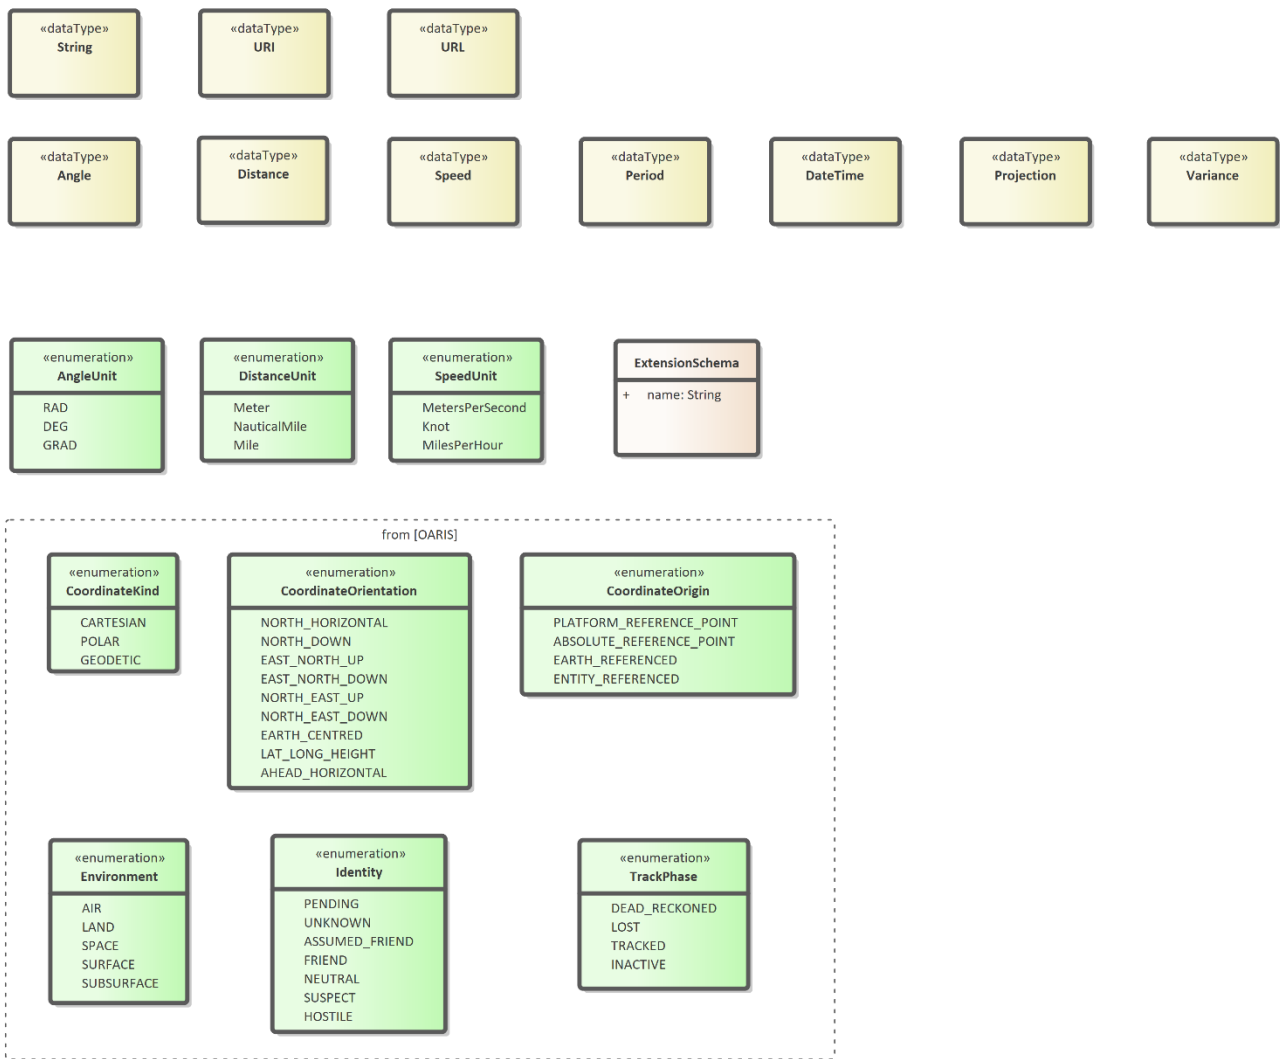 «dataType»
String
«dataType»
URI
«dataType»
URL
«dataType»
Angle
«dataType»
Distance
«dataType»
Speed
«dataType»
Period
«dataType»
DateTime
«dataType»
Projection
«dataType»
Variance
«enumeration»
AngleUnit
RAD
DEG
GRAD
«enumeration»
DistanceUnit
Meter
NauticalMile
Mile
«enumeration»
SpeedUnit
MetersPerSecond
Knot
MilesPerHour
ExtensionSchema
+ name: String
from [OARIS]
«enumeration»
CoordinateKind
CARTESIAN
POLAR
GEODETIC
«enumeration»
CoordinateOrientation
NORTH_HORIZONTAL
NORTH_DOWN
EAST_NORTH_UP
EAST_NORTH_DOWN
NORTH_EAST_UP
NORTH_EAST_DOWN
EARTH_CENTRED
LAT_LONG_HEIGHT
AHEAD_HORIZONTAL
«enumeration»
CoordinateOrigin
PLATFORM_REFERENCE_POINT
ABSOLUTE_REFERENCE_POINT
EARTH_REFERENCED
ENTITY_REFERENCED
«enumeration»
Environment
AIR
LAND
SPACE
SURFACE
SUBSURFACE
«enumeration»
Identity
PENDING
UNKNOWN
ASSUMED_FRIEND
FRIEND
NEUTRAL
SUSPECT
HOSTILE
«enumeration»
TrackPhase
DEAD_RECKONED
LOST
TRACKED
INACTIVE